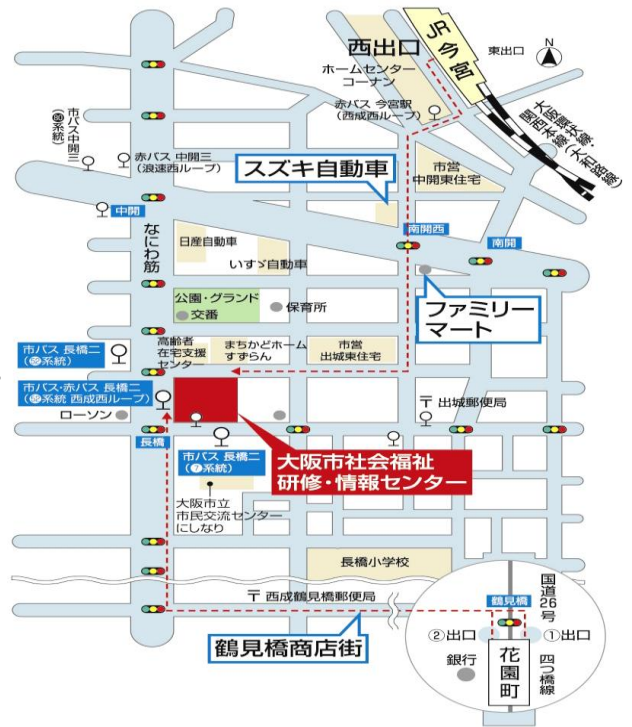 西出口
JR今宮
東出口
N
ホームセンター
コーナン
赤バス 今宮駅
(西成西ループ)
大阪環状線・
関西本線(大和路線)
市バス中開三
(系統)
赤バス 中開三
(浪速西ループ)
スズキ自動車
市営
中開東住宅
中開
なにわ筋
南開西
南開
日産自動車
いすゞ自動車
公園・グランド
交番
保育所
ファミリー
マート
市バス 長橋二
(系統)
高齢者
在宅支援
センター
まちかどホーム
すずらん
市営
出城東住宅
市バス・赤バス 長橋二
(系統 西成西ループ)
ローソン
〒出城郵便局
長橋
市バス 長橋二
(⑦系統)
大阪市社会福祉
研修・情報センター
大阪市立
市民交流センター
にしなり
長橋小学校
〒西成鶴見橋郵便局
鶴見橋商店街
鶴見橋
国道26号
②出口
①出口
銀行
花園町
四つ橋線